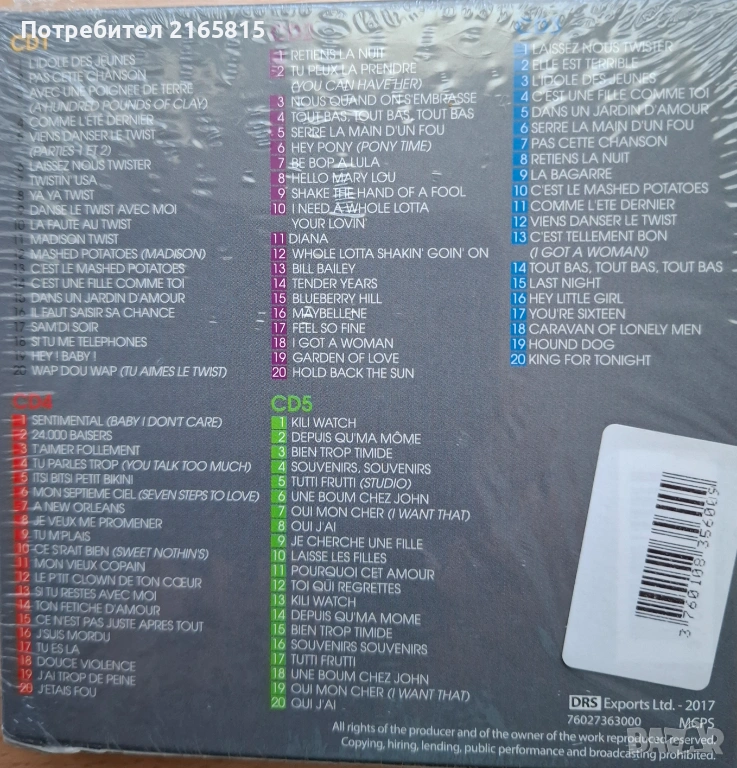 Потребител 2165815
CD1
L'IDOLE DES JEUNES
PAS CETTE CHANSON
AVEC UNE POIGNEE DE TERRE
(A HUNDRED POUNDS OF CLAY)
COMME L'ETE DERNIER
VIENS DANSER LE TWIST
(PARTIES 1 ET 2)
LAISSEZ NOUS TWISTER
TWISTIN' USA
YA YA TWIST
DANSE LE TWIST AVEC MOI
10 LA FAUTE AU TWIST
11 MADISON TWIST
12 MASHED POTATOES (MADISON)
13 C'EST LE MASHED POTATOES
14 C'EST UNE FILLE COMME TOI
15 DANS UN JARDIN D'AMOUR
16 IL FAUT SAISIR SA CHANCE
17 SAM'DI SOIR
18 SI TU ME TELEPHONES
19 HEY ! BABY !
20 WAP DOU WAP (TU AIMES LE TWIST)
1 RETIENS LA NUIT
2 TU PEUX LA PRENDRE
(YOU CAN HAVE HER)
3 NOUS QUAND ON S'EMBRASSE
4 TOUT BAS, TOUT BAS, TOUT BAS
5 SERRE LA MAIN D'UN FOU
6 HEY PONY (PONY TIME)
7 BE BOP A LULA
8 HELLO MARY LOU
9 SHAKE THE HAND OF A FOOL
10 I NEED A WHOLE LOTTA
YOUR LOVIN'
11 DIANA
12 WHOLE LOTTA SHAKIN' GOIN' ON
13 BILL BAILEY
14 TENDER YEARS
15 BLUEBERRY HILL
16 MAYBELLENE
17 FEEL SO FINE
18 I GOT A WOMAN
19 GARDEN OF LOVE
20 HOLD BACK THE SUN
1 LAISSEZ NOUS TWISTER
2 ELLE EST TERRIBLE
3 L'IDOLE DES JEUNES
4 C'EST UNE FILLE COMME TOI
5 DANS UN JARDIN D'AMOUR
6 SERRE LA MAIN D'UN FOU
7 PAS CETTE CHANSON
8 RETIENS LA NUIT
9 LA BAGARRE
10 C'EST LE MASHED POTATOES
11 COMME L'ETE DERNIER
12 VIENS DANSER LE TWIST
13 C'EST TELLEMENT BON
(I GOT A WOMAN)
14 TOUT BAS, TOUT BAS, TOUT BAS
15 LAST NIGHT
16 HEY LITTLE GIRL
17 YOU'RE SIXTEEN
18 CARAVAN OF LONELY MEN
19 HOUND DOG
20 KING FOR TONIGHT
CD4
1 SENTIMENTAL (BABY I DON'T CARE)
2 24.000 BAISERS
3 T'AIMER FOLLEMENT
4 TU PARLES TROP (YOU TALK TOO MUCH)
5 ITSI BITSI PETIT BIKINI
6 MON SEPTIEME CIEL (SEVEN STEPS TO LOVE)
7 A NEW ORLEANS
8 JE VEUX ME PROMENER
9 TU M'PLAIS
10 CE S'RAIT BIEN (SWEET NOTHIN'S)
11 MON VIEUX COPAIN
12 LE P'TIT CLOWN DE TON CŒUR
13 SI TU RESTES AVEC MOI
14 TON FETICHE D'AMOUR
15 CE N'EST PAS JUSTE APRES TOUT
16 J'SUIS MORDU
17 TU ES LA
18 DOUCE VIOLENCE
19 J'AI TROP DE PEINE
20 J'ETAIS FOU
CD5
1 KILI WATCH
2 DEPUIS QU'MA MÔME
3 BIEN TROP TIMIDE
4 SOUVENIRS, SOUVENIRS
5 TUTTI FRUTTI (STUDIO)
6 UNE BOUM CHEZ JOHN
7 OUI MON CHER (I WANT THAT)
8 OUI J'AI
9 JE CHERCHE UNE FILLE
10 LAISSE LES FILLES
11 POURQUOI CET AMOUR
12 TOI QUI REGRETTES
13 KILI WATCH
14 DEPUIS QU'MA MOME
15 BIEN TROP TIMIDE
16 SOUVENIRS SOUVENIRS
17 TUTTI FRUTTI
18 UNE BOUM CHEZ JOHN
19 OUI MON CHER (I WANT THAT)
20 OUI J'AI
3 760108 356005
DRS Exports Ltd. - 2017
76027363000 MCPS
All rights of the producer and of the owner of the work reproduced reserved.
Copying, hiring, lending, public performance and broadcasting prohibited.
BAZAR